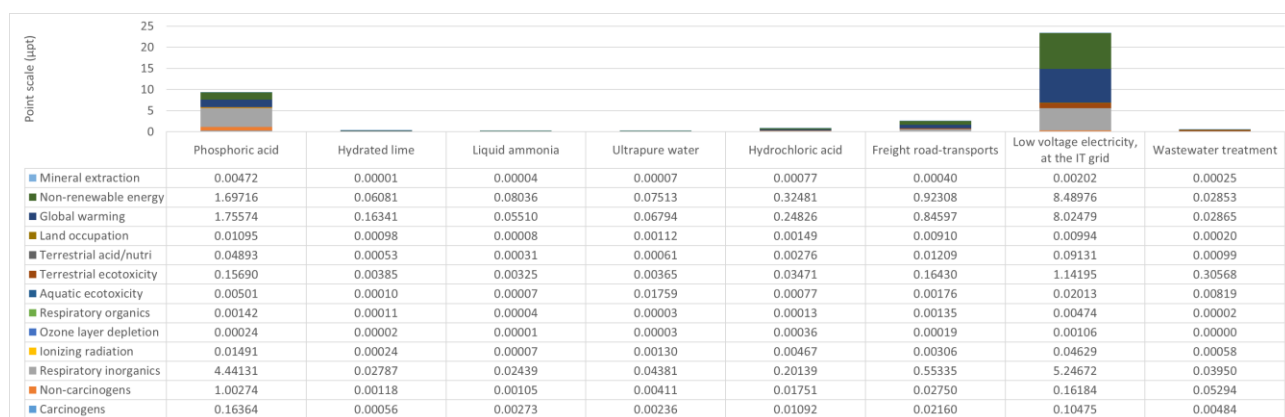 Point scale (μpt)
25
20
15
10
5
0
Phosphoric acid Hydrated lime Liquid ammonia Ultrapure water Hydrochloric acid Freight road-transports Low voltage electricity, at the IT grid Wastewater treatment
Mineral extraction 0.00472 0.00001 0.00004 0.00007 0.00077 0.00040 0.00202 0.00025
Non-renewable energy 1.69716 0.06081 0.08036 0.07513 0.32481 0.92308 8.48976 0.02853
Global warming 1.75574 0.16341 0.05510 0.06794 0.24826 0.84597 8.02479 0.02865
Land occupation 0.01095 0.00098 0.00008 0.00112 0.00149 0.00910 0.00994 0.00020
Terrestrial acid/nutri 0.04893 0.00053 0.00031 0.00061 0.00276 0.01209 0.09131 0.00099
Terrestrial ecotoxicity 0.15690 0.00385 0.00325 0.00365 0.03471 0.16430 1.14195 0.30568
Aquatic ecotoxicity 0.00501 0.00010 0.00007 0.01759 0.00077 0.00176 0.02013 0.00819
Respiratory organics 0.00142 0.00011 0.00004 0.00003 0.00013 0.00135 0.00474 0.00002
Ozone layer depletion 0.00024 0.00002 0.00001 0.00003 0.00036 0.00019 0.00106 0.00000
Ionizing radiation 0.01491 0.00024 0.00007 0.00130 0.00467 0.00306 0.04629 0.00058
Respiratory inorganics 4.44131 0.02787 0.02439 0.04381 0.20139 0.55335 5.24672 0.03950
Non-carcinogens 1.00274 0.00118 0.00105 0.00411 0.01751 0.02750 0.16184 0.05294
Carcinogens 0.16364 0.00056 0.00273 0.00236 0.01092 0.02160 0.10475 0.00484